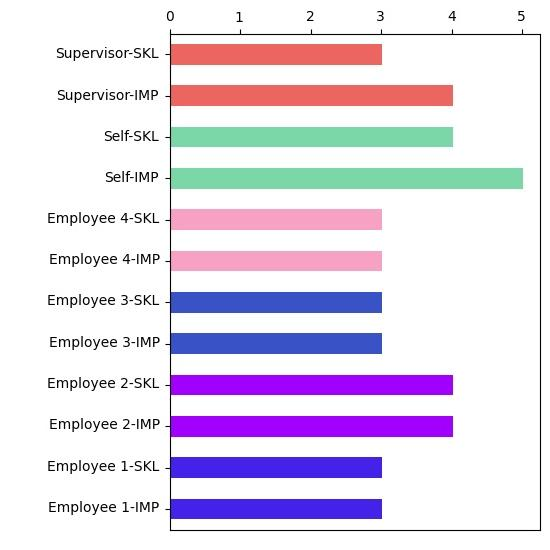 0 1 2 3 4 5
Supervisor-SKL
Supervisor-IMP
Self-SKL
Self-IMP
Employee 4-SKL
Employee 4-IMP
Employee 3-SKL
Employee 3-IMP
Employee 2-SKL
Employee 2-IMP
Employee 1-SKL
Employee 1-IMP